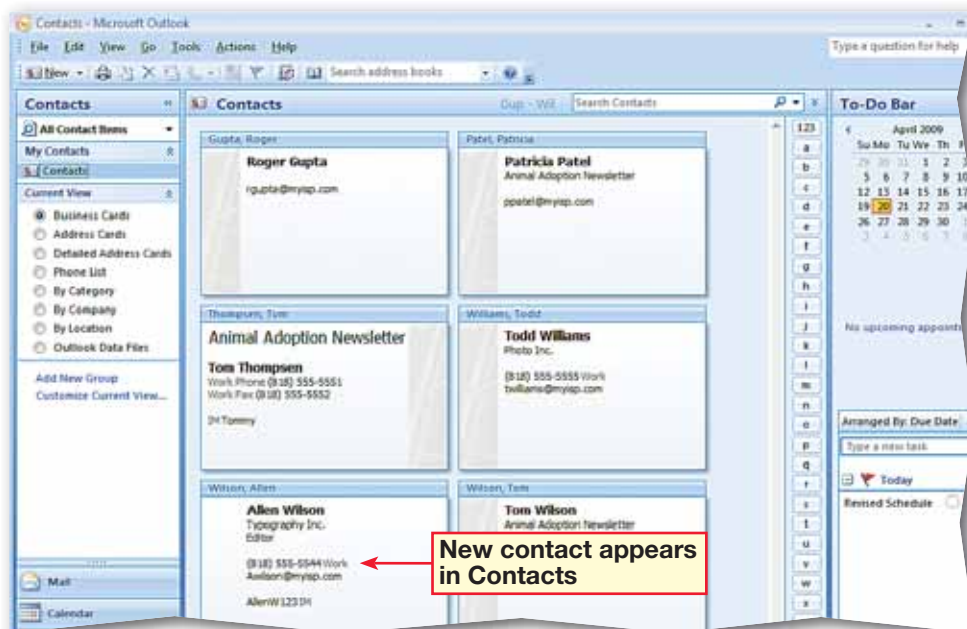 Contacts - Microsoft Outlook
File Edit View Go Tools Actions Help
Type a question for help
New
Search address books
Contacts
All Contact Items
My Contacts
Contacts
Current View
Business Cards
Address Cards
Detailed Address Cards
Phone List
By Category
By Company
By Location
Outlook Data Files
Add New Group
Customize Current View...
Mail
Calendar
Contacts
Gup - Wil
Search Contacts
Gupta, Roger
Roger Gupta
rgupta@myisp.com
Patel, Patricia
Patricia Patel
Animal Adoption Newsletter
ppatel@myisp.com
Thompsen, Tom
Animal Adoption Newsletter
Tom Thompsen
Work Phone (818) 555-5551
Work Fax (818) 555-5552
IM Tommy
Williams, Todd
Todd Williams
Photo Inc.
(818) 555-5555 Work
twilliams@myisp.com
Wilson, Allen
Allen Wilson
Typography Inc.
Editor
(818) 555-5544 Work
Awilson@myisp.com
AllenW123 IM
Wilson, Tom
Tom Wilson
Animal Adoption Newsletter
New contact appears
in Contacts
123
a
b
c
d
e
f
g
h
i
j
k
l
m
n
o
p
q
r
s
t
u
v
w
x
To-Do Bar
April 2009
Su Mo Tu We Th F
29 30 31 1 2
5 6 7 8 9 10
12 13 14 15 16 17
19 20 21 22 23 24
26 27 28 29 30
3 4 5 6 7
No upcoming appoint
Arranged By: Due Date
Type a new task
Today
Revised Schedule